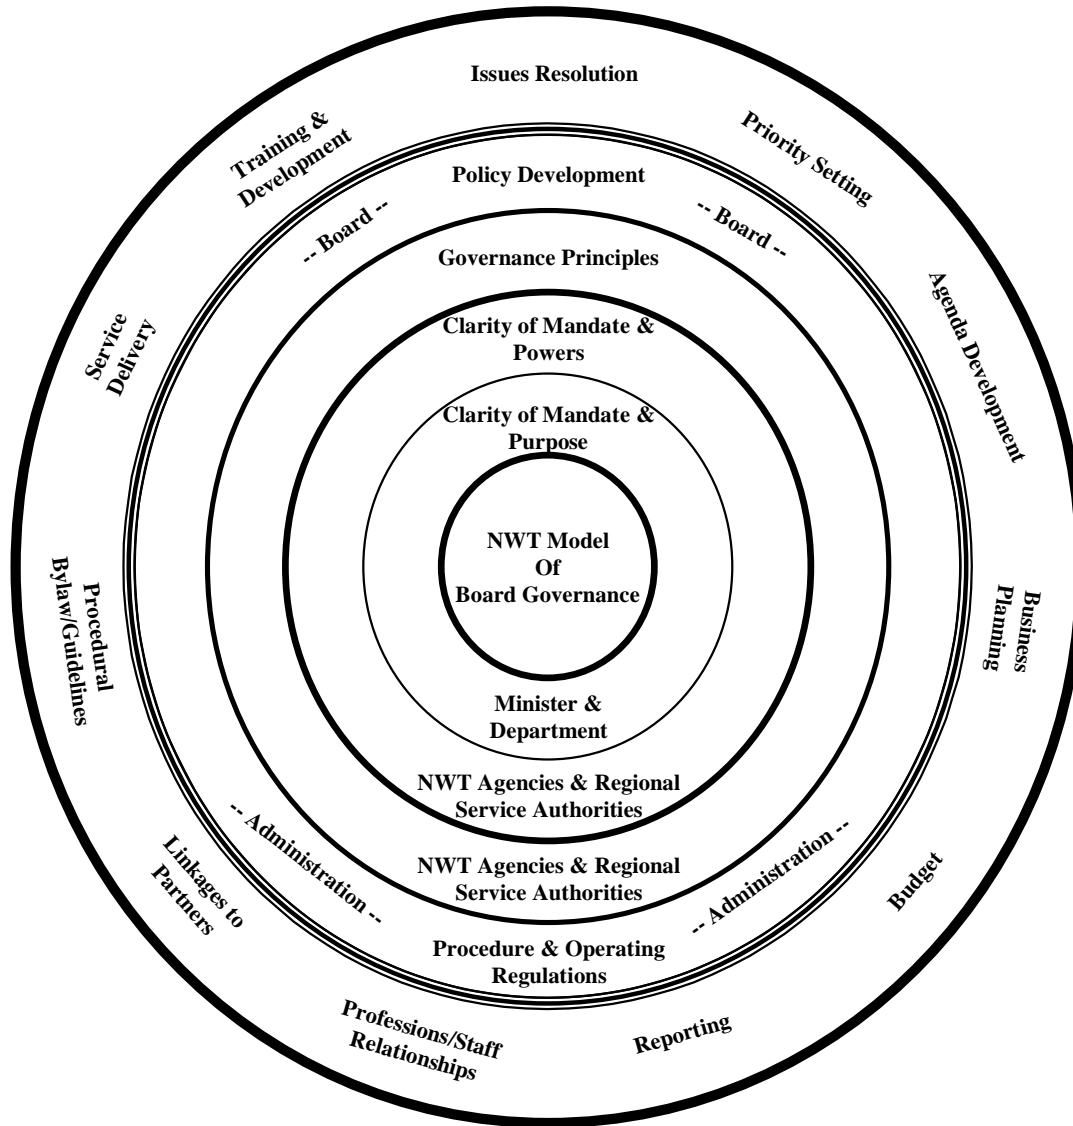 Issues Resolution
Training &
Development
Priority Setting
Policy Development
-- Board --
-- Board --
Governance Principles
Agenda Development
Service
Delivery
Clarity of Mandate &
Powers
Clarity of Mandate &
Purpose
NWT Model
Of
Board Governance
Procedural
Bylaw/Guidelines
Business
Planning
Minister &
Department
NWT Agencies & Regional
Service Authorities
-- Administration --
-- Administration --
NWT Agencies & Regional
Service Authorities
Linkages to
Partners
Budget
Procedure & Operating
Regulations
Professions/Staff
Relationships
Reporting